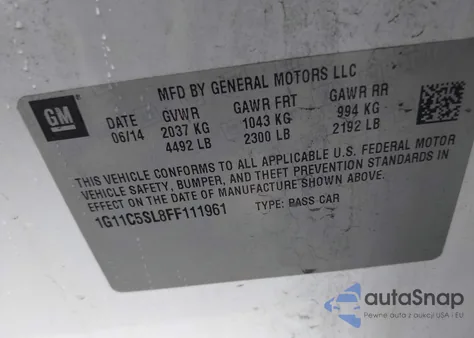 GM
MFD BY GENERAL MOTORS LLC
DATE GVWR GAWR FRT GAWR RR
06/14 2037 KG 1043 KG 994 KG
4492 LB 2300 LB 2192 LB
THIS VEHICLE CONFORMS TO ALL APPLICABLE U.S. FEDERAL MOTOR
VEHICLE SAFETY, BUMPER, AND THEFT PREVENTION STANDARDS IN
EFFECT ON THE DATE OF MANUFACTURE SHOWN ABOVE.
1G11C5SL8FF111961 TYPE: PASS CAR
autoSnap
Pewne auta z aukcji USA i EU